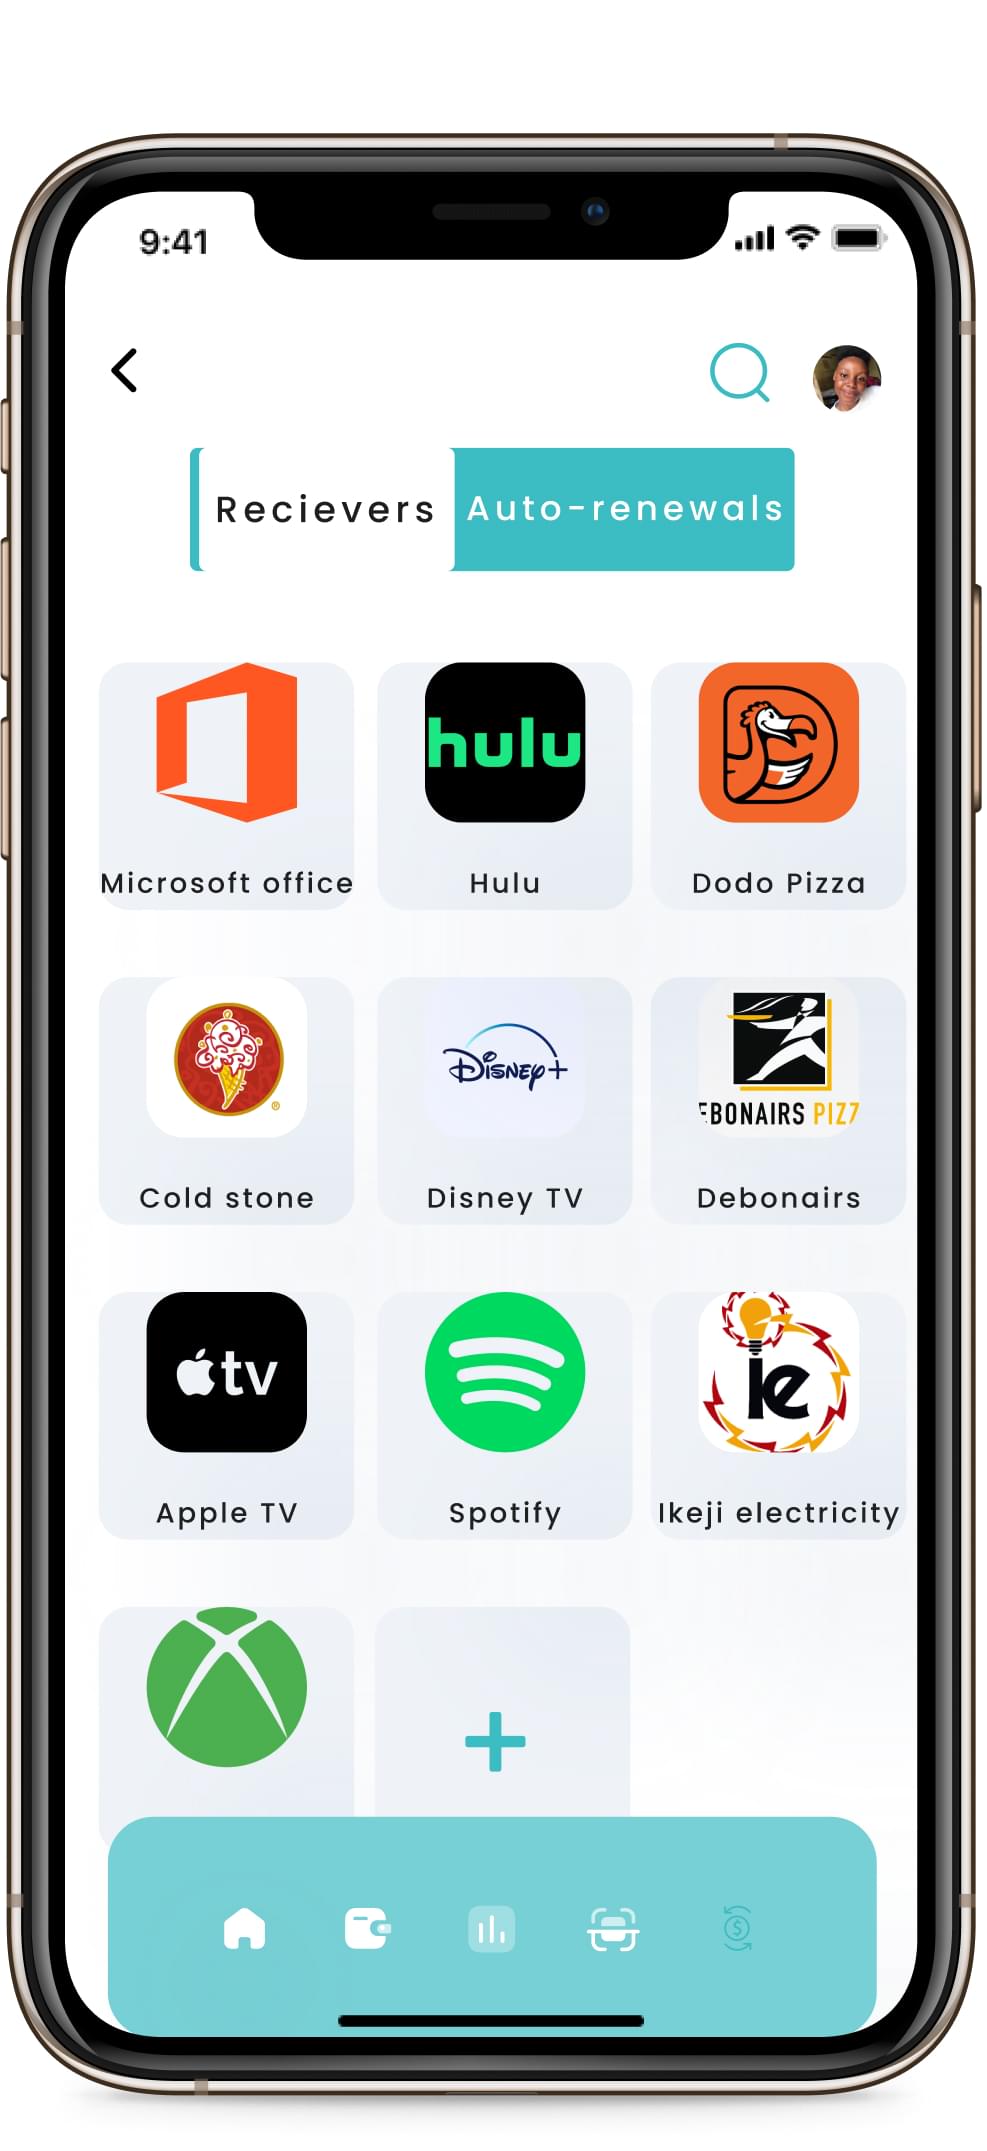 9:41
Recievers Auto-renewals
hulu
Microsoft office Hulu Dodo Pizza
®
Disney+
EBONAIRS PIZZ
Cold stone Disney TV Debonairs
tv
ie
Apple TV Spotify Ikeji electricity
$